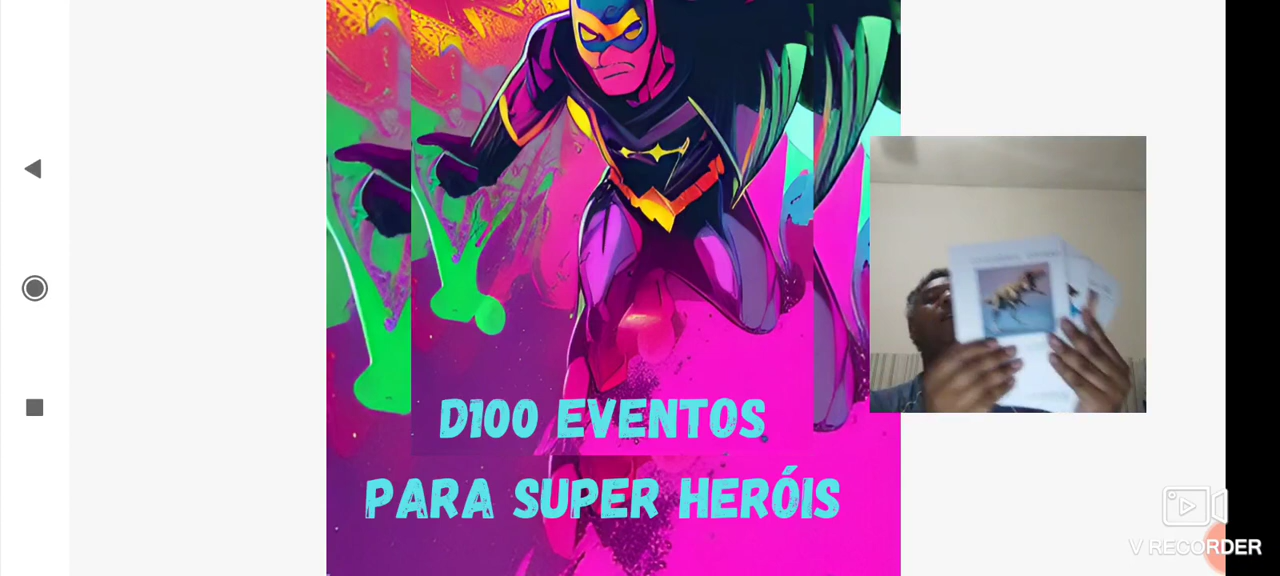 D100 EVENTOS
PARA SUPER HERÓIS
V RECORDER